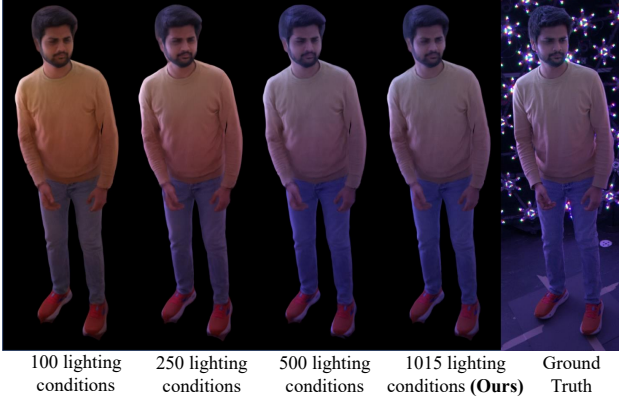 100 lighting
conditions
250 lighting
conditions
500 lighting
conditions
1015 lighting
conditions (Ours)
Ground
Truth